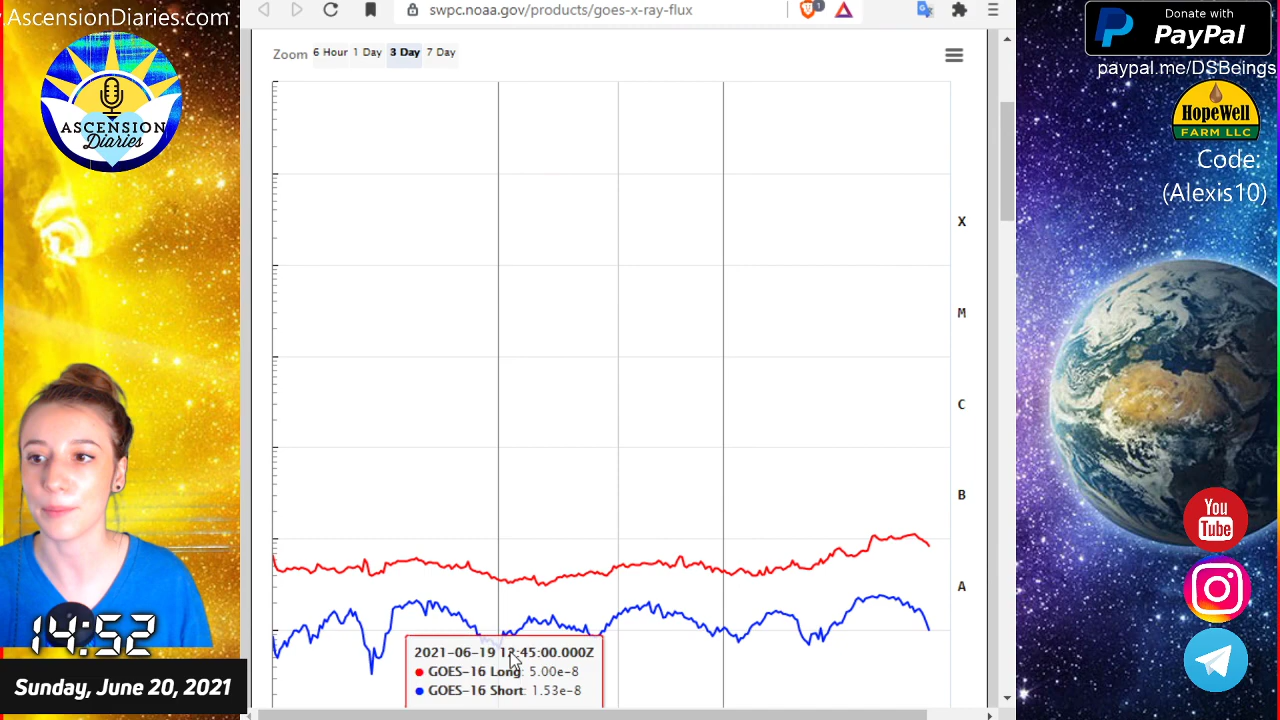 AscensionDiaries.com
ASCENSION
Diaries
14:52
Sunday, June 20, 2021
swpc.noaa.gov/products/goes-x-ray-flux
1
Zoom 6 Hour 1 Day 3 Day 7 Day
X
M
C
B
A
2021-06-19 12:45:00.000Z
GOES-16 Long: 5.00e-8
GOES-16 Short: 1.53e-8
Donate with
PayPal
paypal.me/DSBeings
HopeWell
FARM LLC
Code:
(Alexis10)
You
Tube